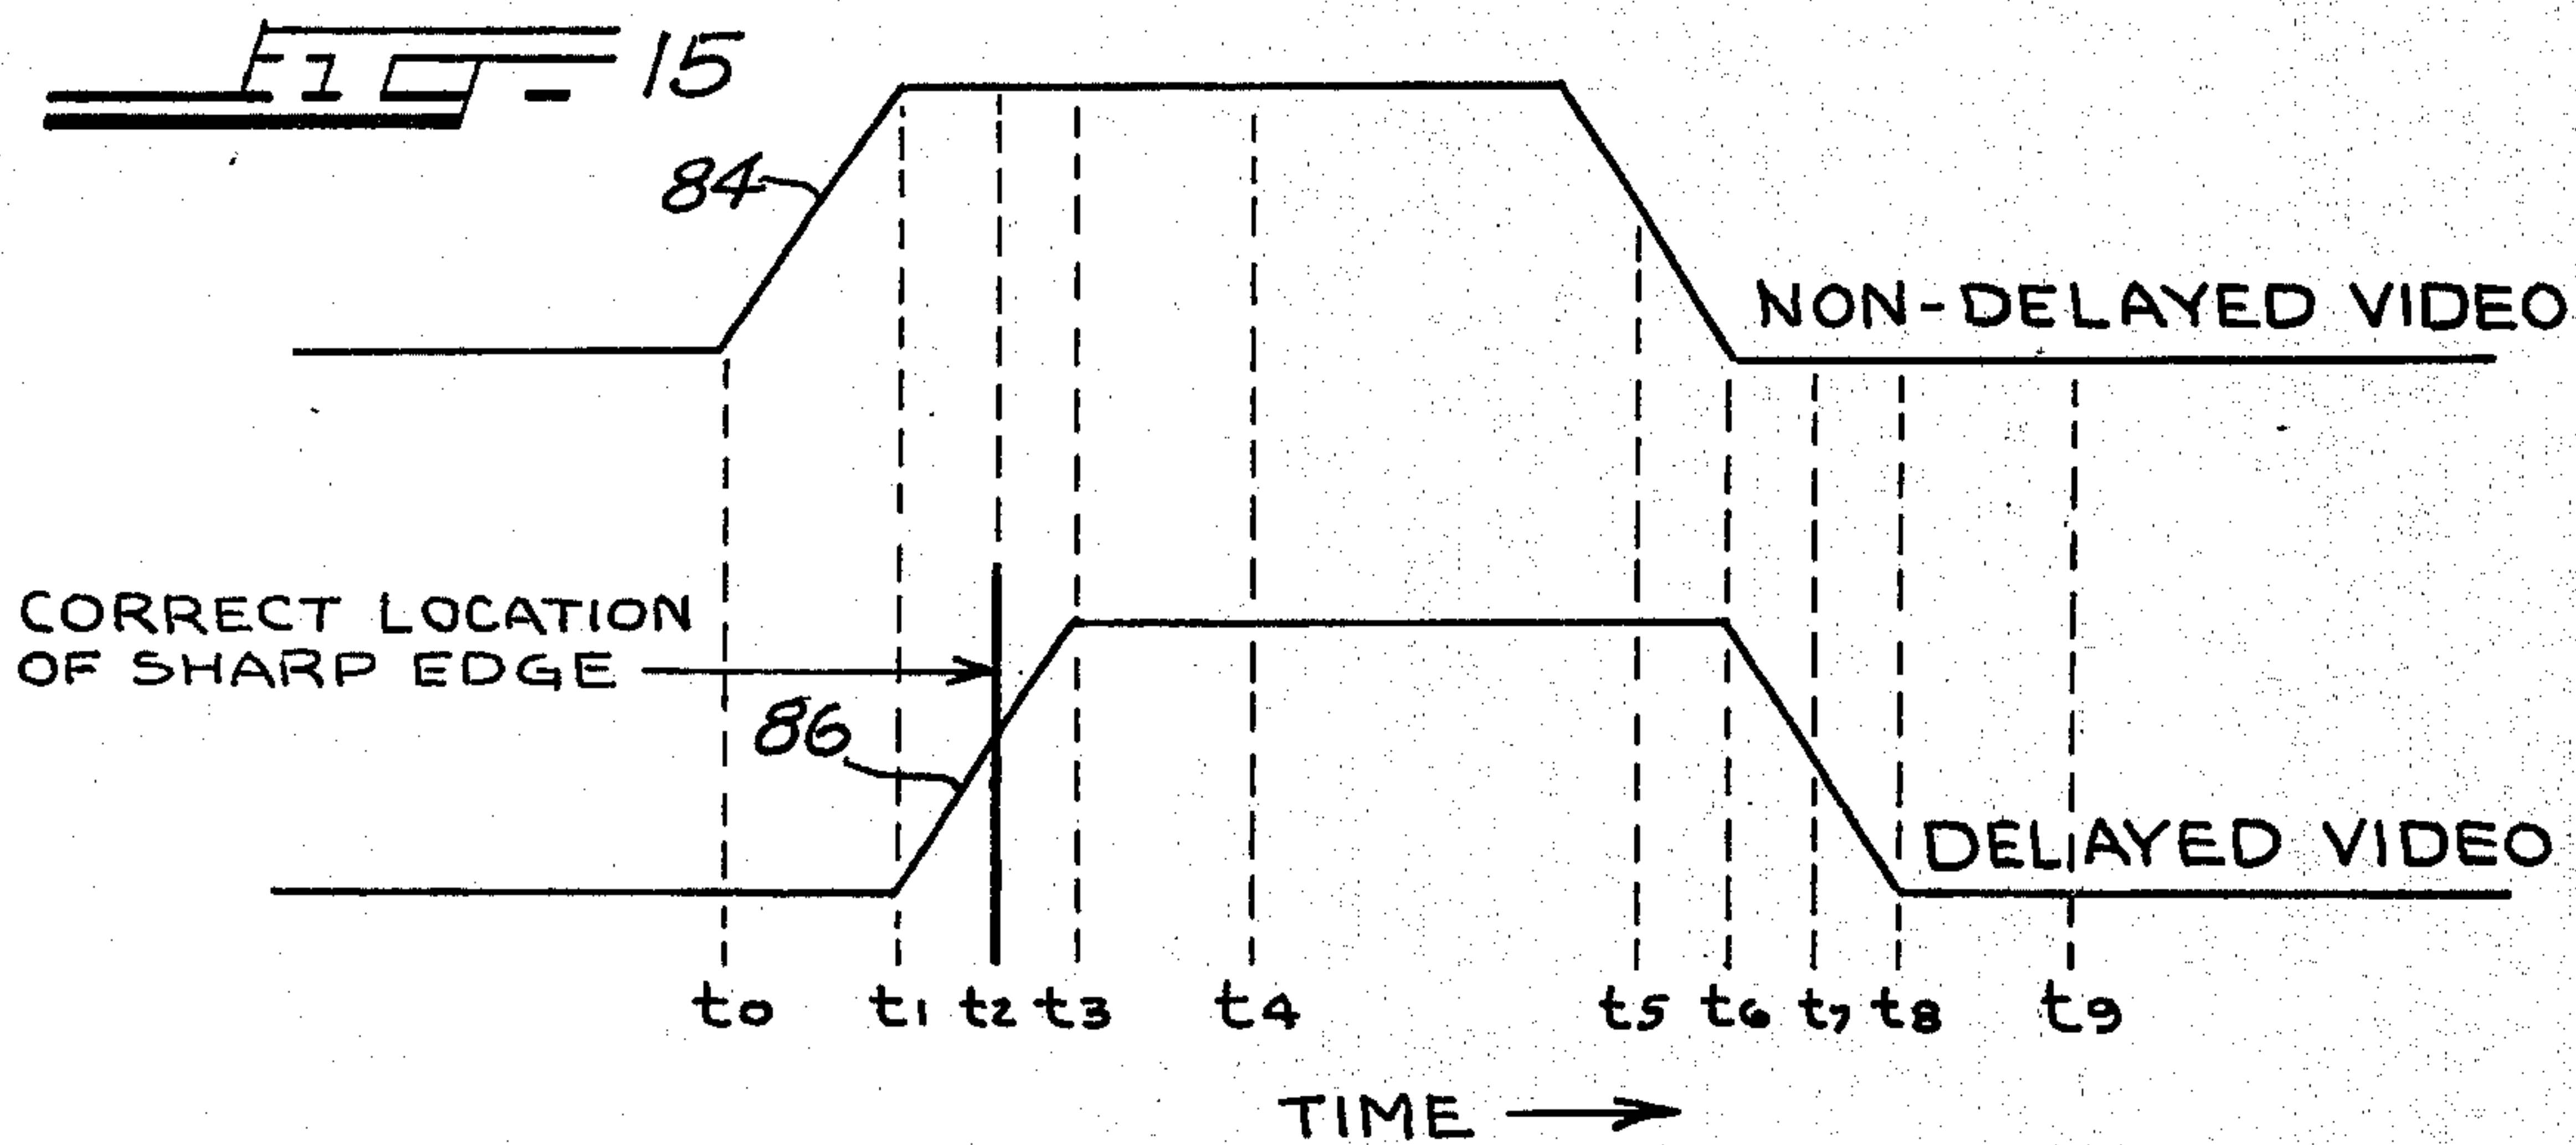 FIG-15
84
NON-DELAYED VIDEO
CORRECT LOCATION
OF SHARP EDGE
86
DELAYED VIDEO
t0 t1 t2 t3 t4 t5 t6 t7 t8 t9
TIME